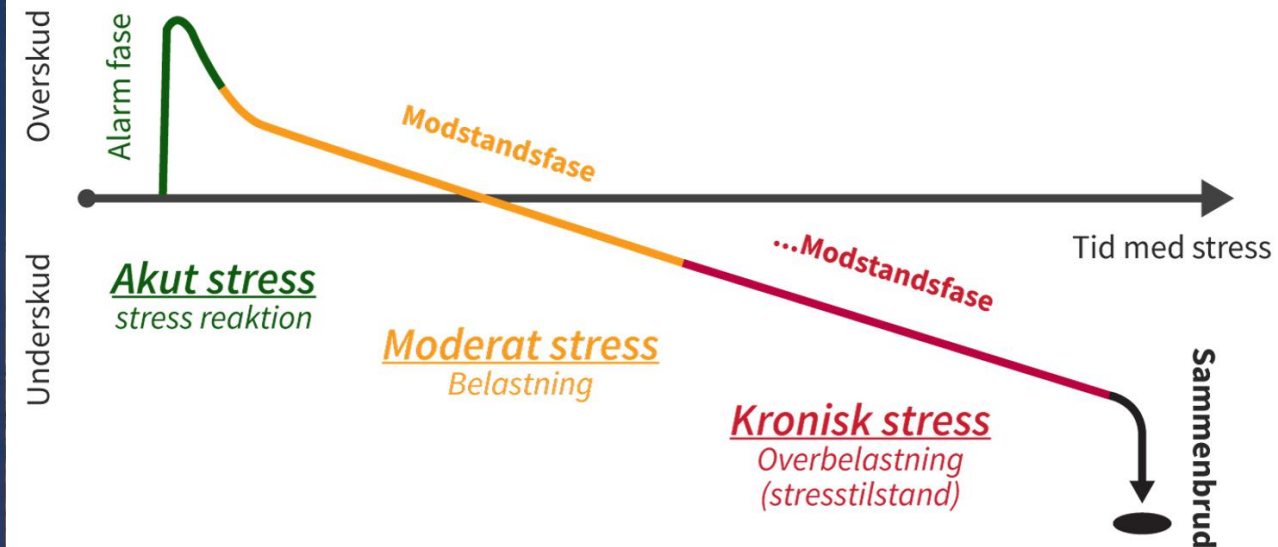 Overskud
Alarm fase
Modstandsfase
...Modstandsfase
Tid med stress
Underskud
Akut stress
stress reaktion
Moderat stress
Belastning
Kronisk stress
Overbelastning
(stresstilstand)
Sammenbrud